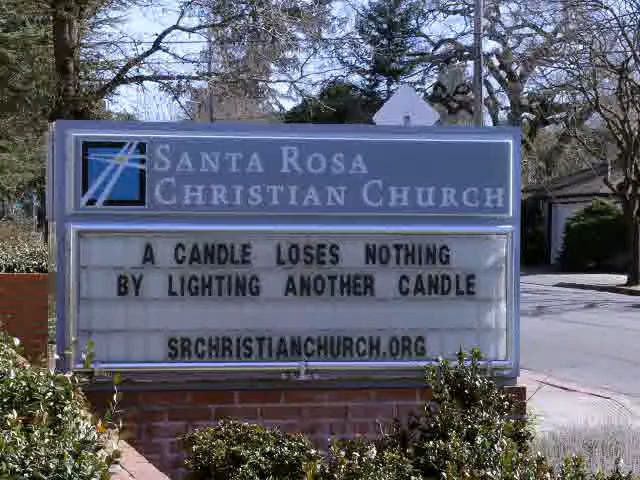 SANTA ROSA
CHRISTIAN CHURCH
A CANDLE LOSES NOTHING
BY LIGHTING ANOTHER CANDLE
SRCHRISTIANCHURCH.ORG